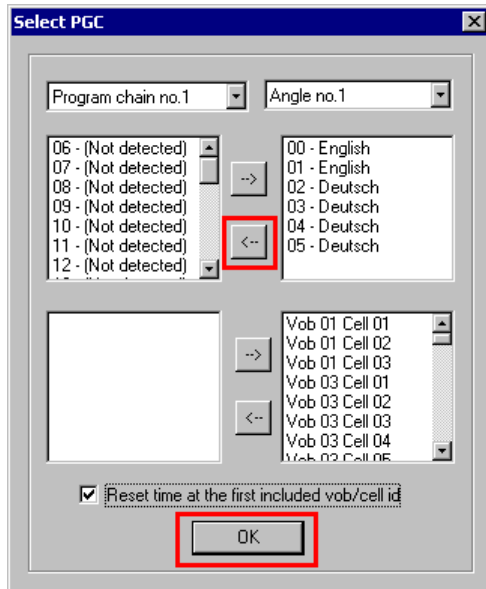 Select PGC
Program chain no.1
Angle no.1
06 - (Not detected)
07 - (Not detected)
08 - (Not detected)
09 - (Not detected)
10 - (Not detected)
11 - (Not detected)
12 - (Not detected)
-->
<--
00 - English
01 - English
02 - Deutsch
03 - Deutsch
04 - Deutsch
05 - Deutsch
-->
<--
Vob 01 Cell 01
Vob 01 Cell 02
Vob 01 Cell 03
Vob 03 Cell 01
Vob 03 Cell 02
Vob 03 Cell 03
Vob 03 Cell 04
Vob 03 Cell 05
Reset time at the first included vob/cell id
OK